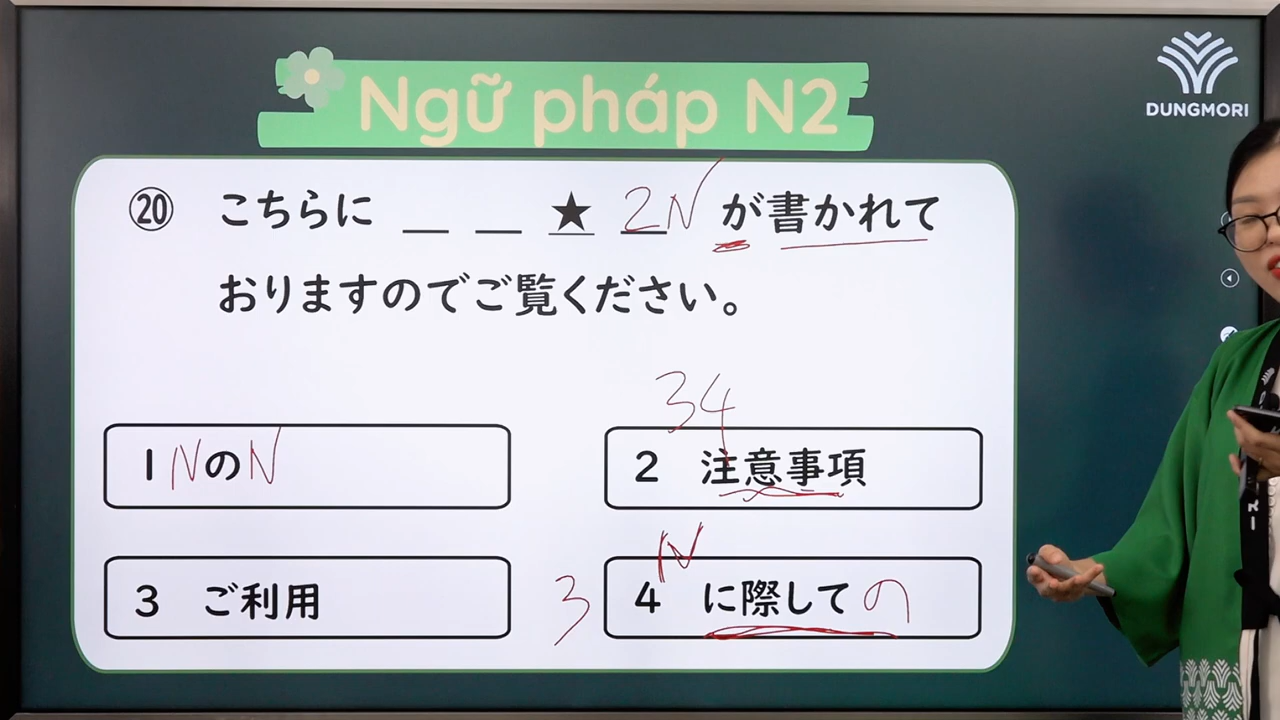 Ngữ pháp N2
DUNGMORI
⑳ こちらに __ __ ★ 2N が書かれて
おりますのでご覧ください。
34
1 NのN
2 注意事項
N
3 ご利用
3 4 に際しての